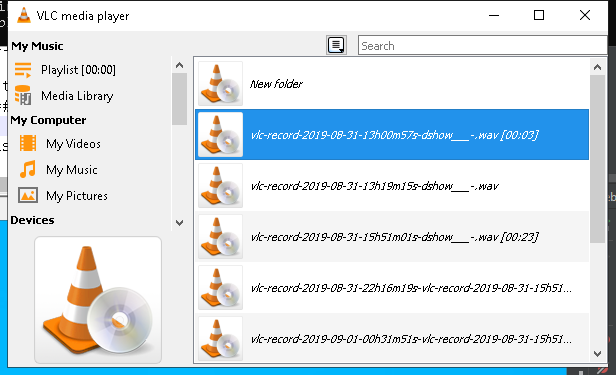 VLC media player
My Music
Search
Playlist [00:00]
Media Library
My Computer
My Videos
My Music
My Pictures
Devices
New folder
vlc-record-2019-08-31-13h00m57s-dshow___-.wav [00:03]
vlc-record-2019-08-31-13h19m15s-dshow___-.wav
vlc-record-2019-08-31-15h51m01s-dshow___-.wav [00:23]
vlc-record-2019-08-31-22h16m19s-vlc-record-2019-08-31-15h51...
vlc-record-2019-09-01-00h31m51s-vlc-record-2019-08-31-15h51...